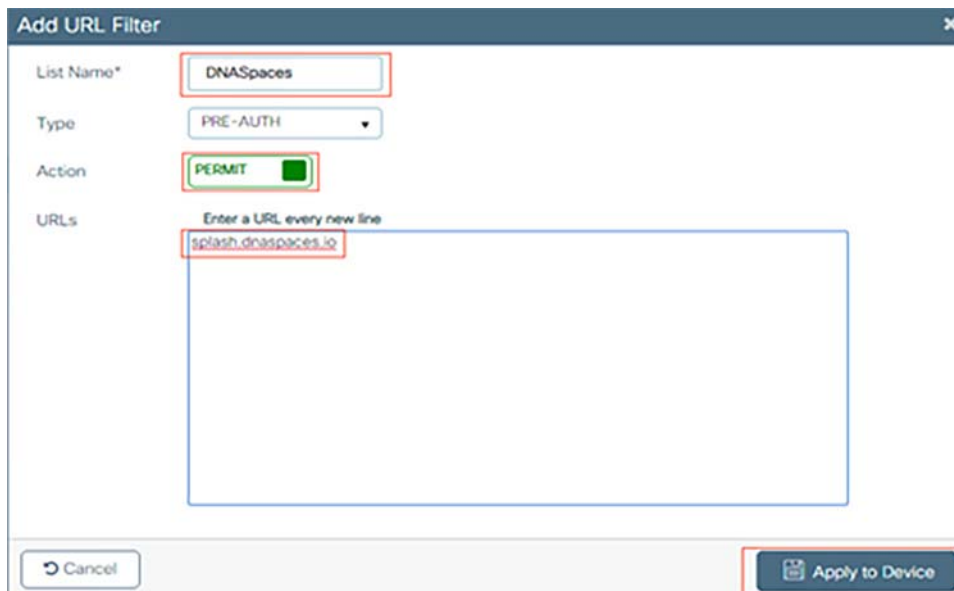 Add URL Filter
List Name* DNASpaces
Type PRE-AUTH
Action PERMIT
URLs Enter a URL every new line
splash.dnaspaces.io
Cancel Apply to Device